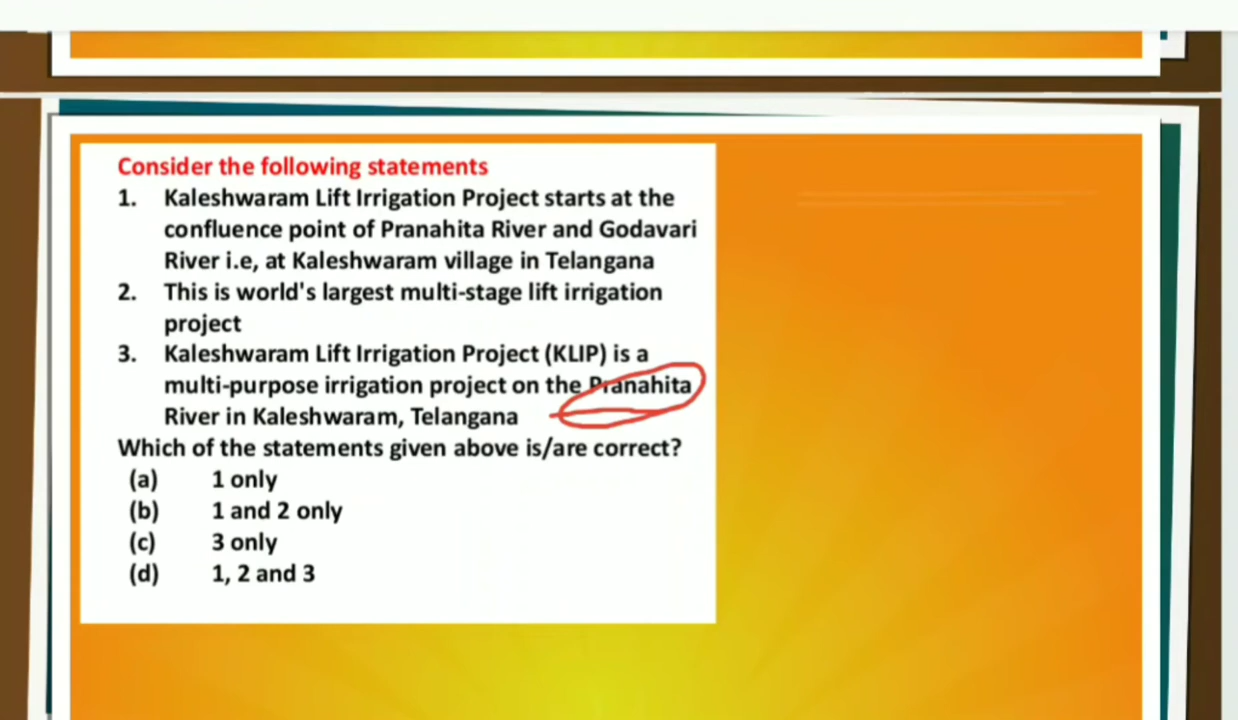 Consider the following statements
1. Kaleshwaram Lift Irrigation Project starts at the
confluence point of Pranahita River and Godavari
River i.e, at Kaleshwaram village in Telangana
2. This is world's largest multi-stage lift irrigation
project
3. Kaleshwaram Lift Irrigation Project (KLIP) is a
multi-purpose irrigation project on the Pranahita
River in Kaleshwaram, Telangana
Which of the statements given above is/are correct?
(a) 1 only
(b) 1 and 2 only
(c) 3 only
(d) 1, 2 and 3